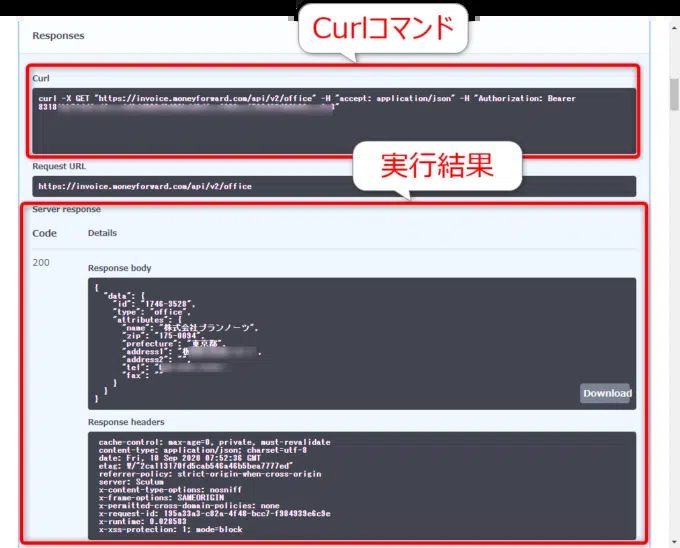 Curlコマンド
Responses
Curl
curl -X GET "https://invoice.moneyforward.com/api/v2/office" -H "accept: application/json" -H "Authorization: Bearer
8318
Request URL
https://invoice.moneyforward.com/api/v2/office
実行結果
Server response
Code Details
200
Response body
{
"data": {
"id": "1746-3528",
"type": "office",
"attributes": {
"name": "株式会社プランノーツ",
"zip": "175-0094",
"prefecture": "東京都",
"address1": "
"address2": "",
"tel": "
"fax": ""
}
}
}
Download
Response headers
cache-control: max-age=0, private, must-revalidate
content-type: application/json; charset=utf-8
date: Fri, 18 Sep 2020 07:52:36 GMT
etag: W/"2ca113170fd5cab546a46b5bea7777ed"
referrer-policy: strict-origin-when-cross-origin
server: Scutum
x-content-type-options: nosniff
x-frame-options: SAMEORIGIN
x-permitted-cross-domain-policies: none
x-request-id: 195a33a3-c82a-4f48-bcc7-f984939e6c9e
x-runtime: 0.028583
x-xss-protection: 1; mode=block